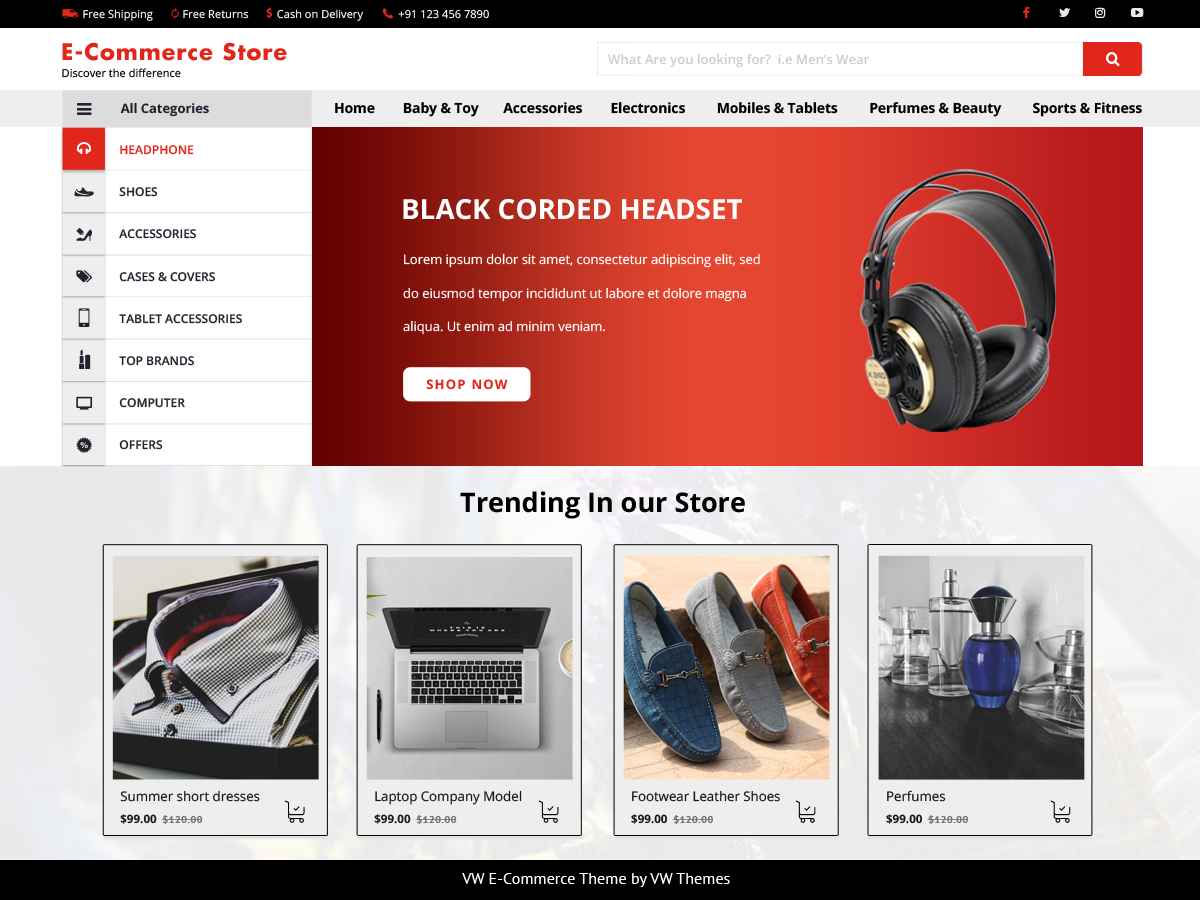 Free Shipping
Free Returns
Cash on Delivery
+91 123 456 7890
E-Commerce Store
Discover the difference
What Are you looking for? i.e Men's Wear
All Categories
Home
Baby & Toy
Accessories
Electronics
Mobiles & Tablets
Perfumes & Beauty
Sports & Fitness
HEADPHONE
SHOES
ACCESSORIES
CASES & COVERS
TABLET ACCESSORIES
TOP BRANDS
COMPUTER
OFFERS
BLACK CORDED HEADSET
Lorem ipsum dolor sit amet, consectetur adipiscing elit, sed
do eiusmod tempor incididunt ut labore et dolore magna
aliqua. Ut enim ad minim veniam.
SHOP NOW
Trending In our Store
Summer short dresses
$99.00 $120.00
Laptop Company Model
$99.00 $120.00
Footwear Leather Shoes
$99.00 $120.00
Perfumes
$99.00 $120.00
VW E-Commerce Theme by VW Themes